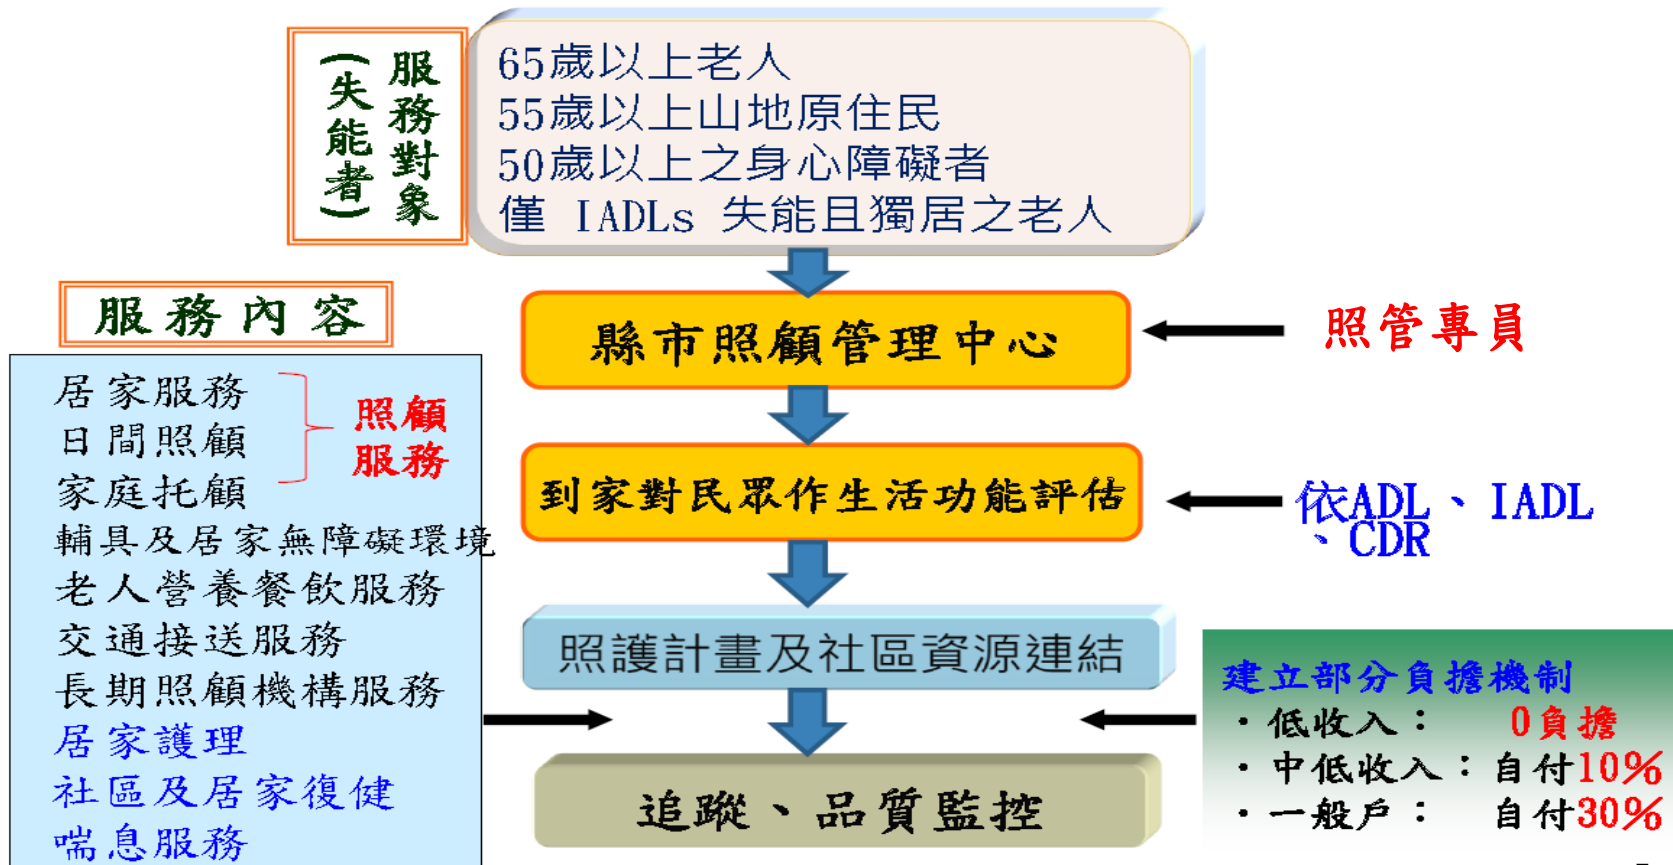 服務對象
(失能者)
65歲以上老人
55歲以上山地原住民
50歲以上之身心障礙者
僅 IADLs 失能且獨居之老人
縣市照顧管理中心
照管專員
到家對民眾作生活功能評估
依ADL、IADL
、CDR
照護計畫及社區資源連結
追蹤、品質監控
服務內容
居家服務
日間照顧
家庭托顧
照顧
服務
輔具及居家無障礙環境
老人營養餐飲服務
交通接送服務
長期照顧機構服務
居家護理
社區及居家復健
喘息服務
建立部分負擔機制
·低收入: 0負擔
·中低收入:自付10%
·一般戶: 自付30%